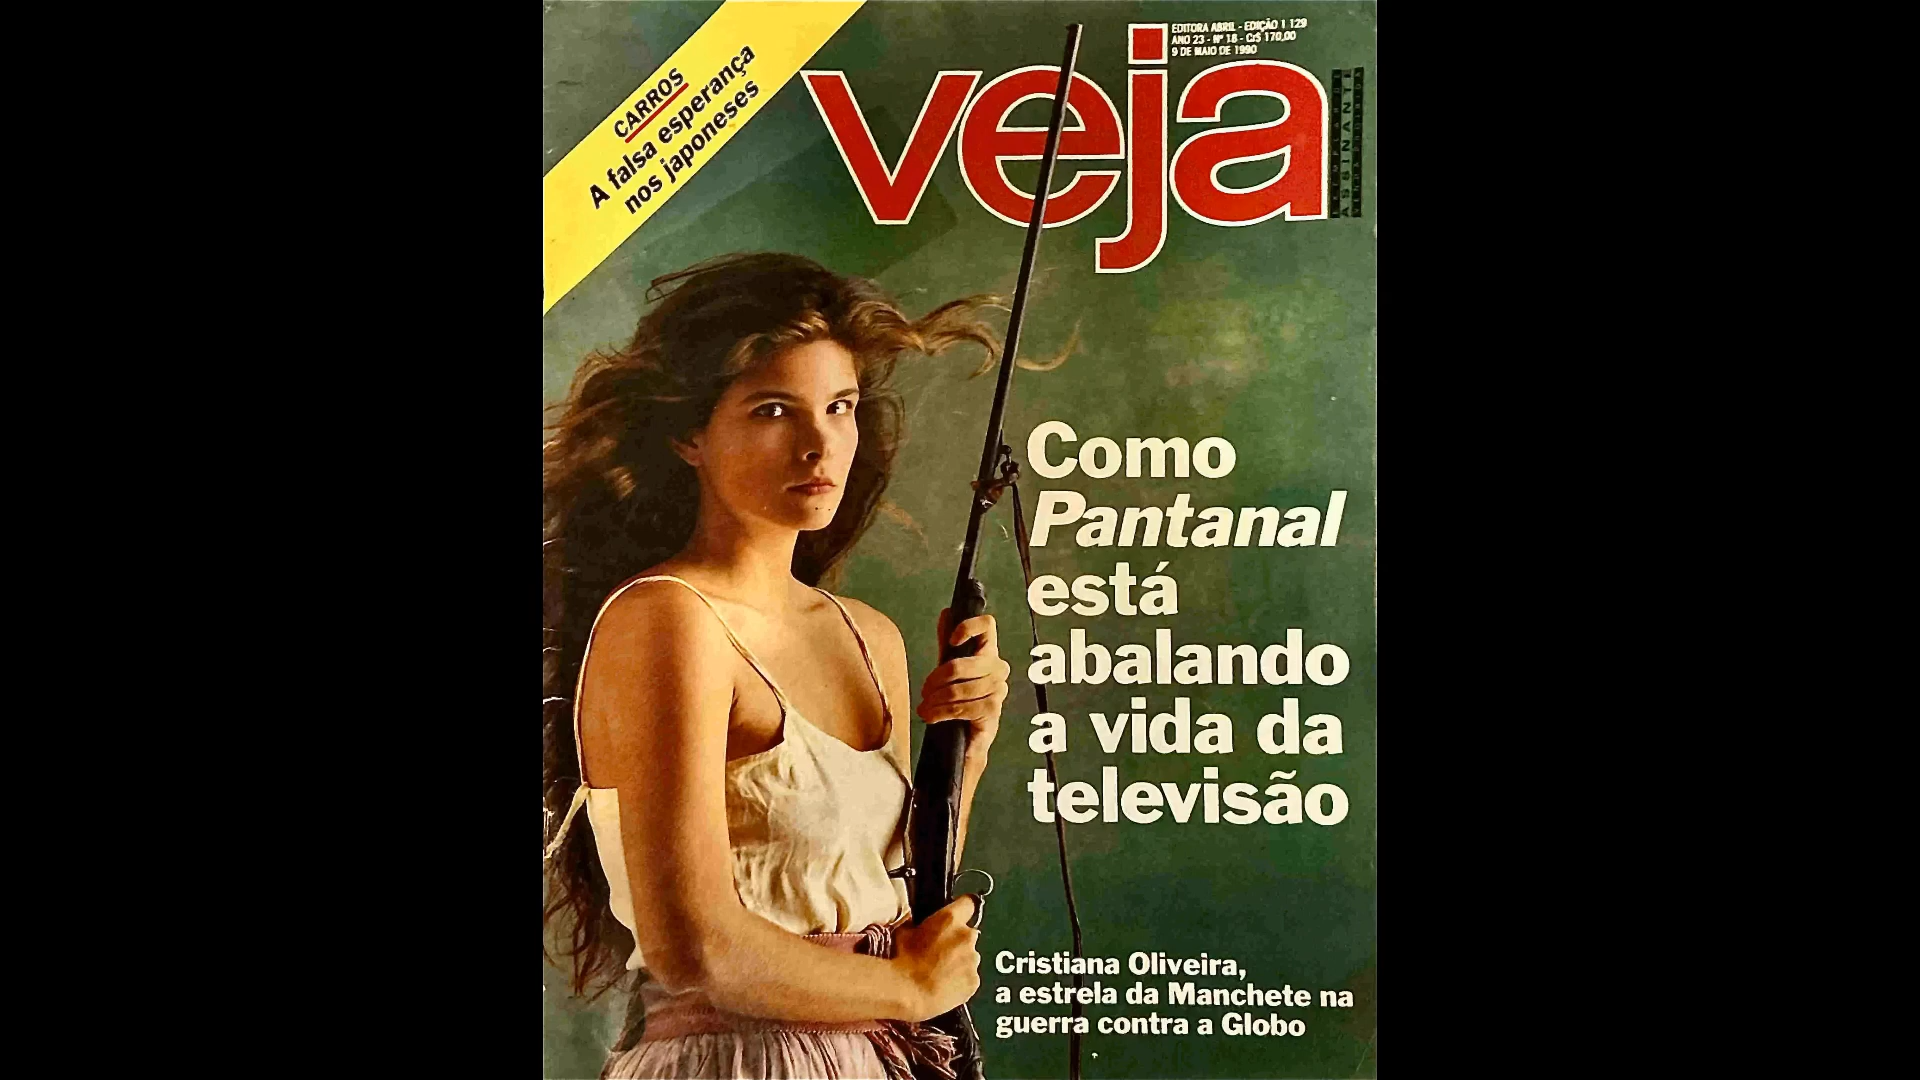 CARROS
A falsa esperança
nos japoneses
EDITORA ABRIL - EDIÇÃO 1 129
ANO 23 - Nº 18 - Cr$ 170,00
9 DE MAIO DE 1990
veja
ASSINANTE
Como
Pantanal
está
abalando
a vida da
televisão
Cristiana Oliveira,
a estrela da Manchete na
guerra contra a Globo